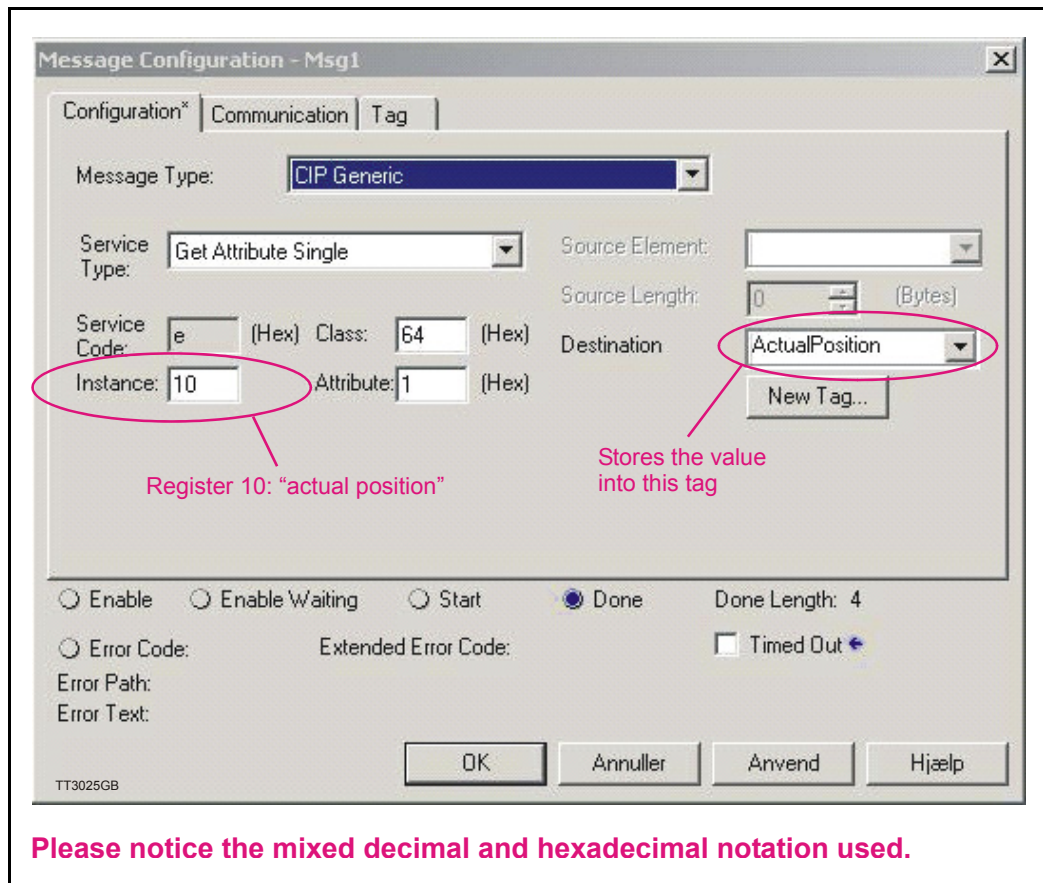 Message Configuration - Msg1
Configuration* Communication Tag
Message Type: CIP Generic
Service Type: Get Attribute Single
Source Element:
Source Length: 0 (Bytes)
Service Code: e (Hex) Class: 64 (Hex)
Destination ActualPosition
Instance: 10 Attribute: 1 (Hex)
New Tag...
Register 10: “actual position”
Stores the value
into this tag
Enable Enable Waiting Start Done Done Length: 4
Error Code: Extended Error Code: Timed Out
Error Path:
Error Text:
OK Annuller Anvend Hjælp
TT3025GB
Please notice the mixed decimal and hexadecimal notation used.